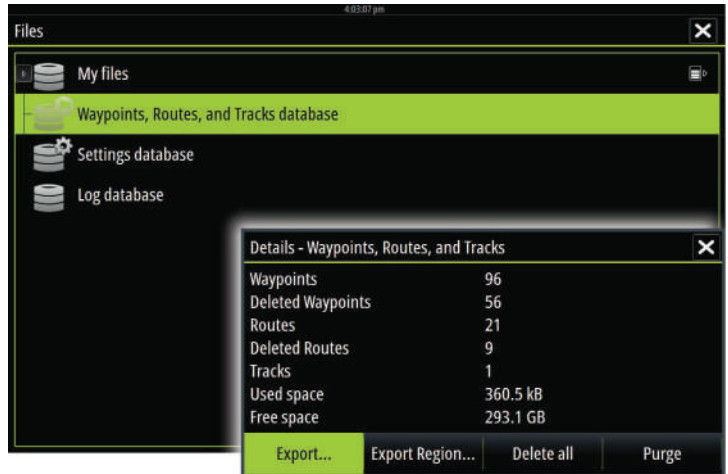 4:03:07 pm
Files
My files
Waypoints, Routes, and Tracks database
Settings database
Log database
Details - Waypoints, Routes, and Tracks
Waypoints 96
Deleted Waypoints 56
Routes 21
Deleted Routes 9
Tracks 1
Used space 360.5 kB
Free space 293.1 GB
Export... Export Region... Delete all Purge